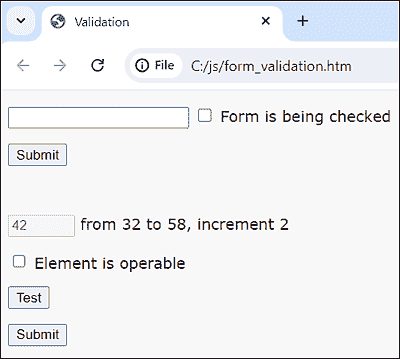 Validation
File C:/js/form_validation.htm
Form is being checked
Submit
42 from 32 to 58, increment 2
Element is operable
Test
Submit